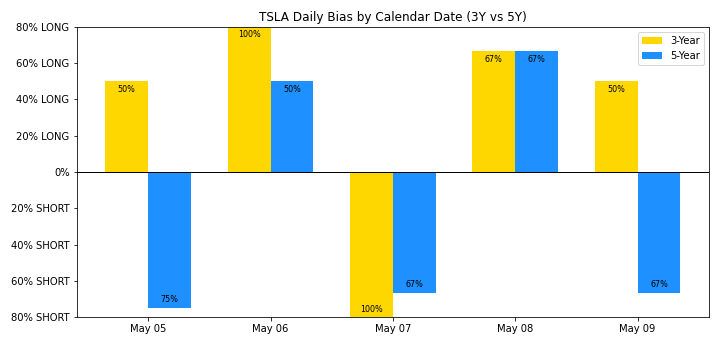 TSLA Daily Bias by Calendar Date (3Y vs 5Y)
80% LONG
60% LONG
40% LONG
20% LONG
0%
20% SHORT
40% SHORT
60% SHORT
80% SHORT
3-Year
5-Year
50%
100%
50%
67%
67%
50%
75%
100%
67%
67%
May 05
May 06
May 07
May 08
May 09